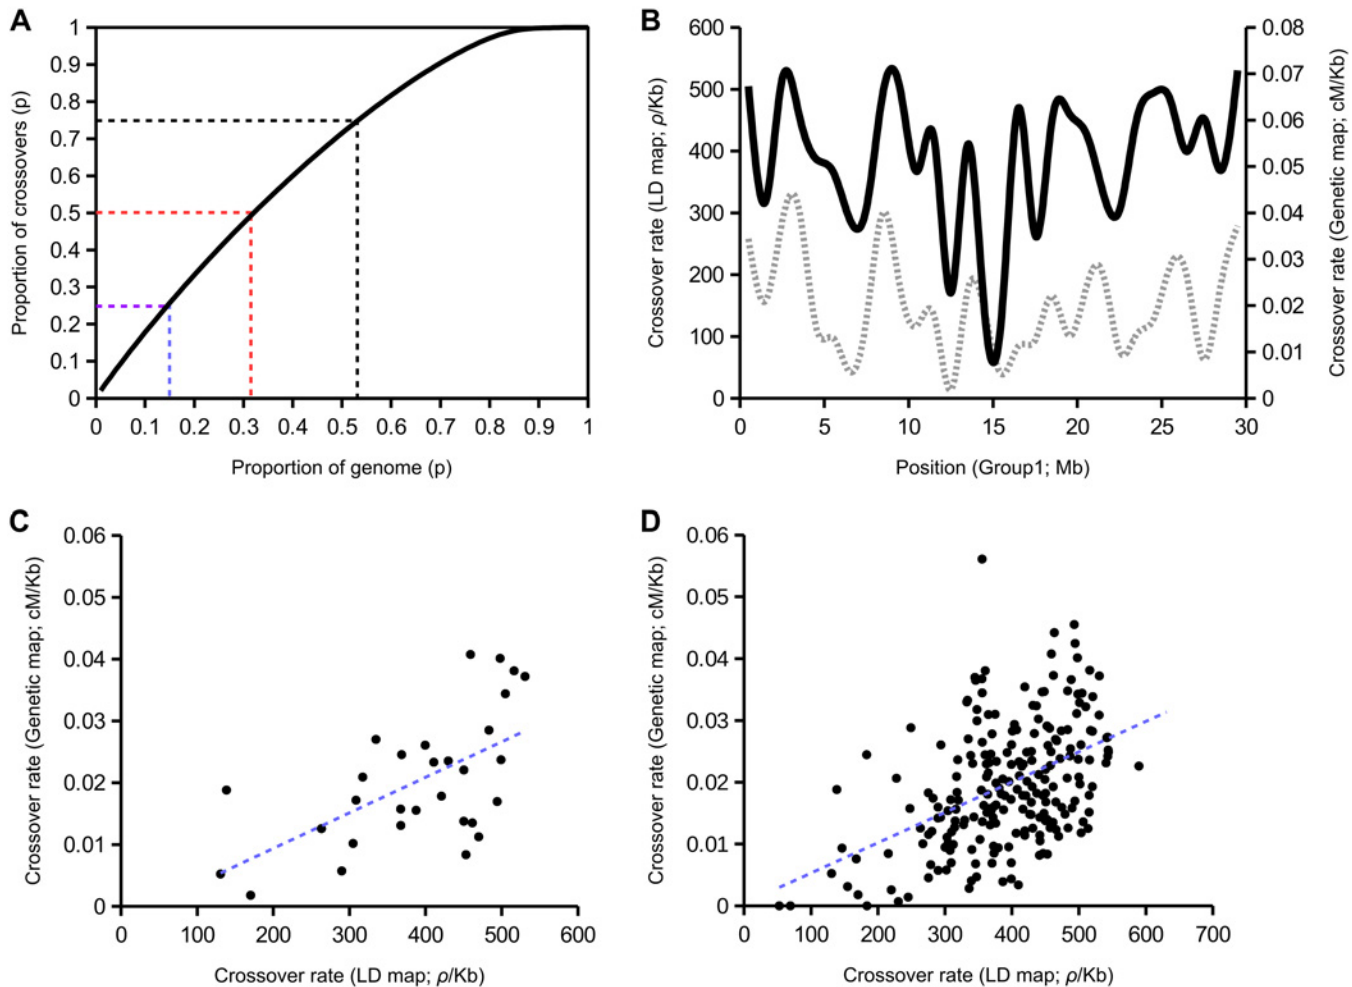 A
Proportion of crossovers (p)
1
0.9
0.8
0.7
0.6
0.5
0.4
0.3
0.2
0.1
0
0 0.1 0.2 0.3 0.4 0.5 0.6 0.7 0.8 0.9 1
Proportion of genome (p)
B
Crossover rate (LD map; ρ/Kb)
600
500
400
300
200
100
0
0.08
0.07
0.06
0.05
0.04
0.03
0.02
0.01
0
Crossover rate (Genetic map; cM/Kb)
0 5 10 15 20 25 30
Position (Group1; Mb)
C
Crossover rate (Genetic map; cM/Kb)
0.06
0.05
0.04
0.03
0.02
0.01
0
0 100 200 300 400 500 600
Crossover rate (LD map; ρ/Kb)
D
Crossover rate (Genetic map; cM/Kb)
0.06
0.05
0.04
0.03
0.02
0.01
0
0 100 200 300 400 500 600 700
Crossover rate (LD map; ρ/Kb)